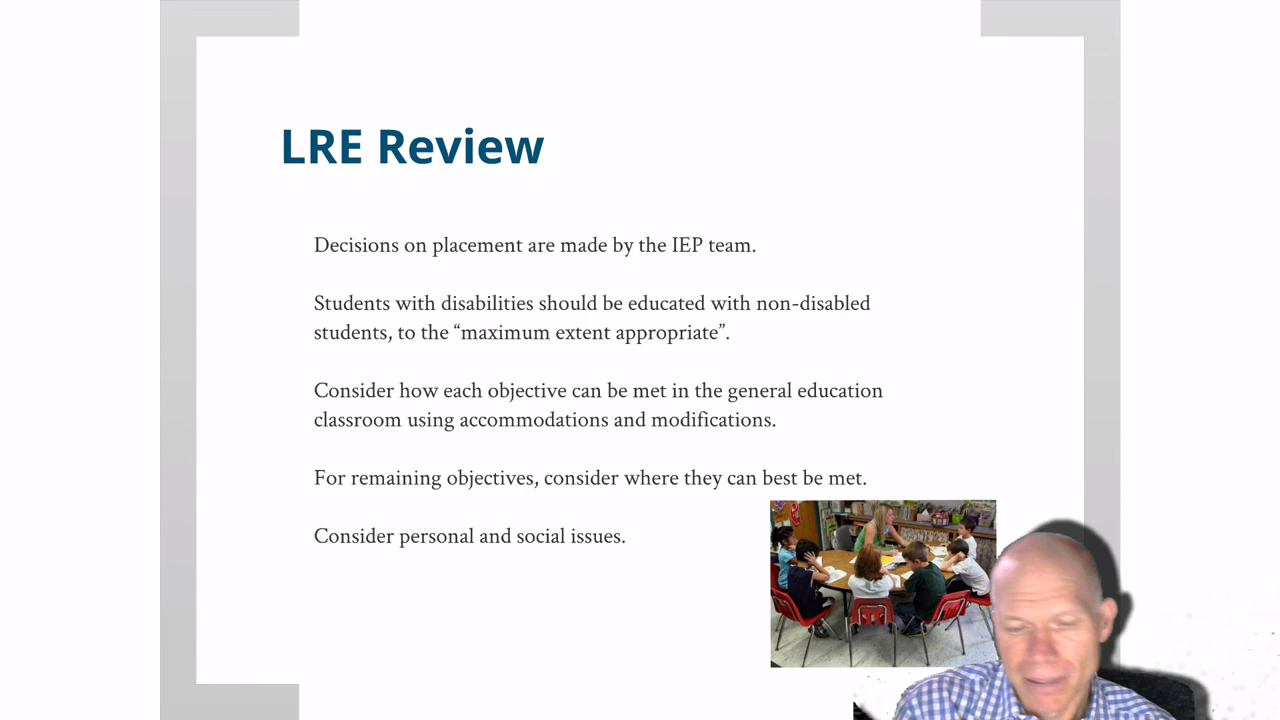 LRE Review
Decisions on placement are made by the IEP team.
Students with disabilities should be educated with non-disabled
students, to the “maximum extent appropriate”.
Consider how each objective can be met in the general education
classroom using accommodations and modifications.
For remaining objectives, consider where they can best be met.
Consider personal and social issues.